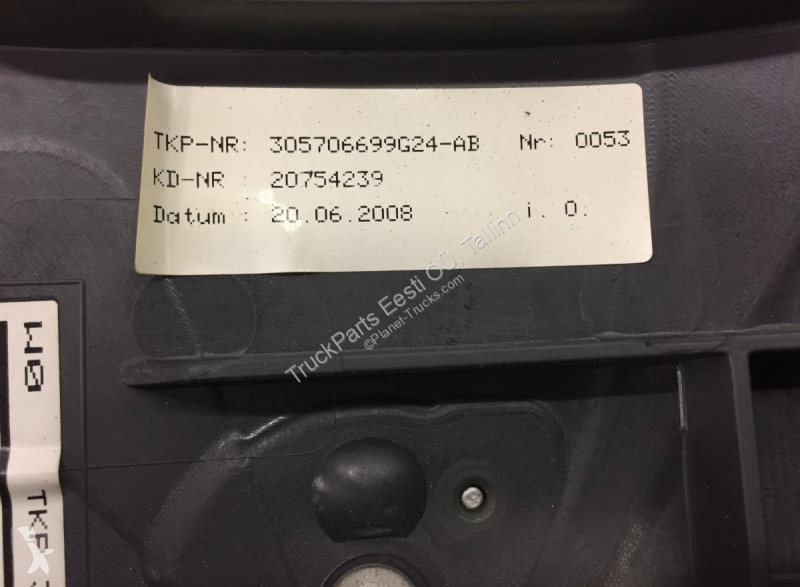 TKP-NR: 305706699G24-AB Nr: 0053
KD-NR 20754239
Datum : 20.06.2008 i. O.
TruckParts Eesti OÜ, Tallinn
©Planet-Trucks.com
WØ